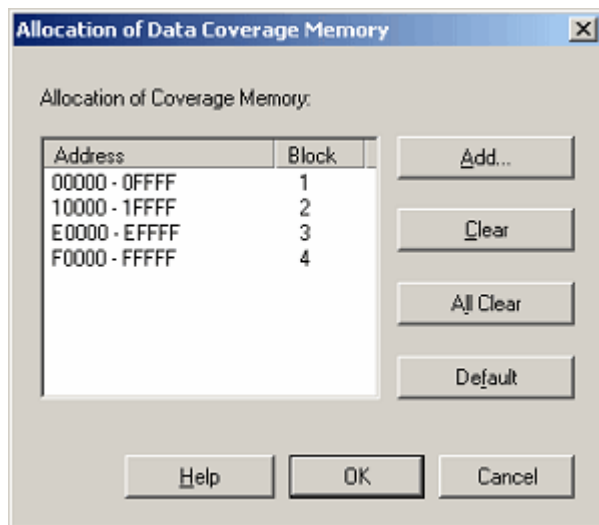 Allocation of Data Coverage Memory
Allocation of Coverage Memory:
Address Block
00000 - 0FFFF 1
10000 - 1FFFF 2
E0000 - EFFFF 3
F0000 - FFFFF 4
Add...
Clear
All Clear
Default
Help OK Cancel